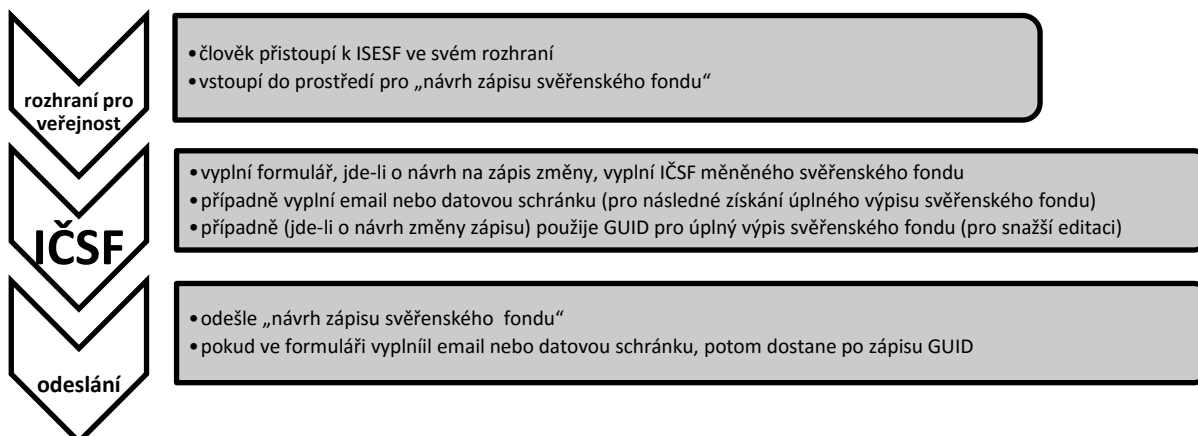 rozhraní pro
veřejnost
•člověk přistoupí k ISESF ve svém rozhraní
•vstoupí do prostředí pro „návrh zápisu svěřenského fondu“
IČSF
•vyplní formulář, jde-li o návrh na zápis změny, vyplní IČSF měněného svěřenského fondu
•případně vyplní email nebo datovou schránku (pro následné získání úplného výpisu svěřenského fondu)
•případně (jde-li o návrh změny zápisu) použije GUID pro úplný výpis svěřenského fondu (pro snažší editaci)
odeslání
•odešle „návrh zápisu svěřenského fondu“
•pokud ve formuláři vyplníil email nebo datovou schránku, potom dostane po zápisu GUID